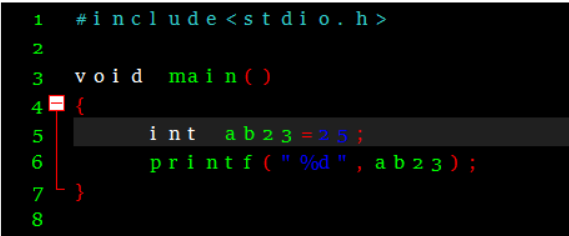 1 #include<stdio.h>
2
3 void main()
4 {
5 int ab23=25;
6 printf("%d",ab23);
7 }
8